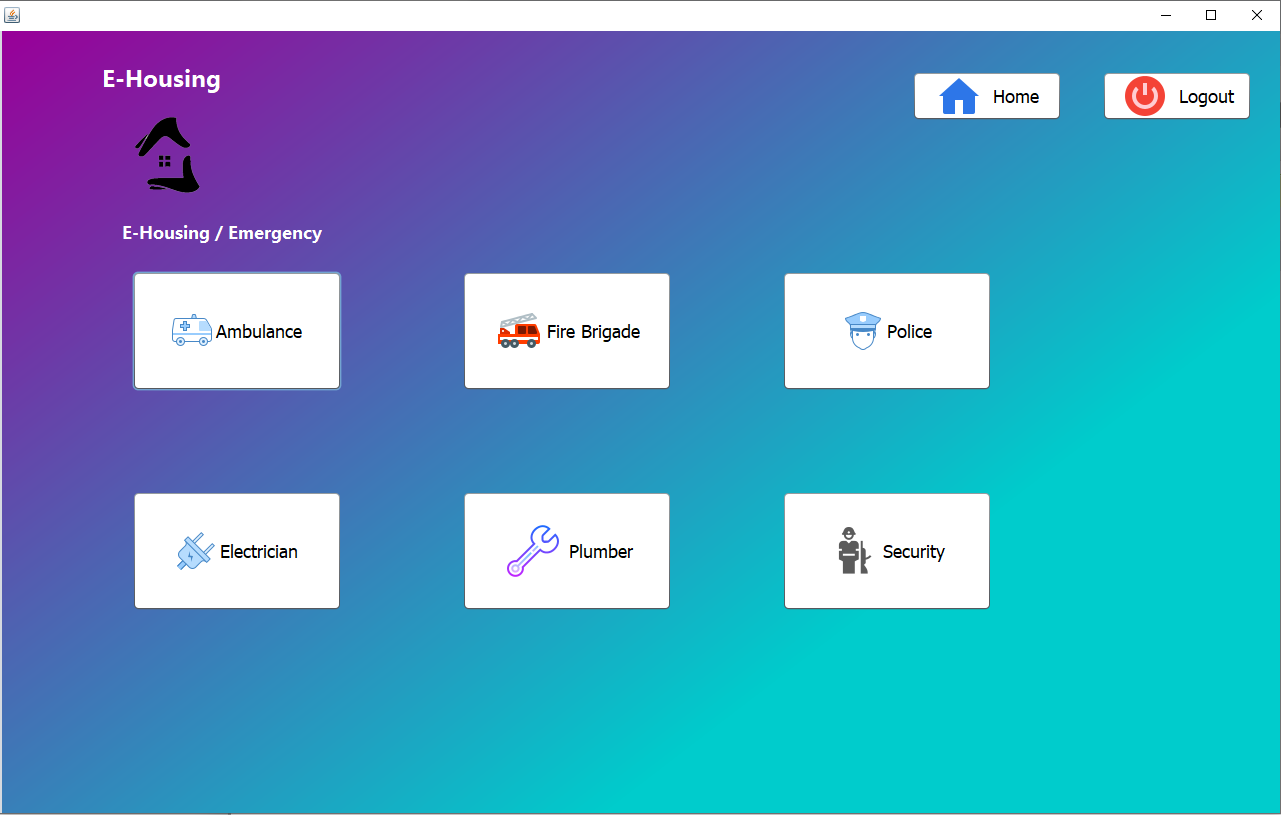 E-Housing
Home
Logout
E-Housing / Emergency
Ambulance
Fire Brigade
Police
Electrician
Plumber
Security